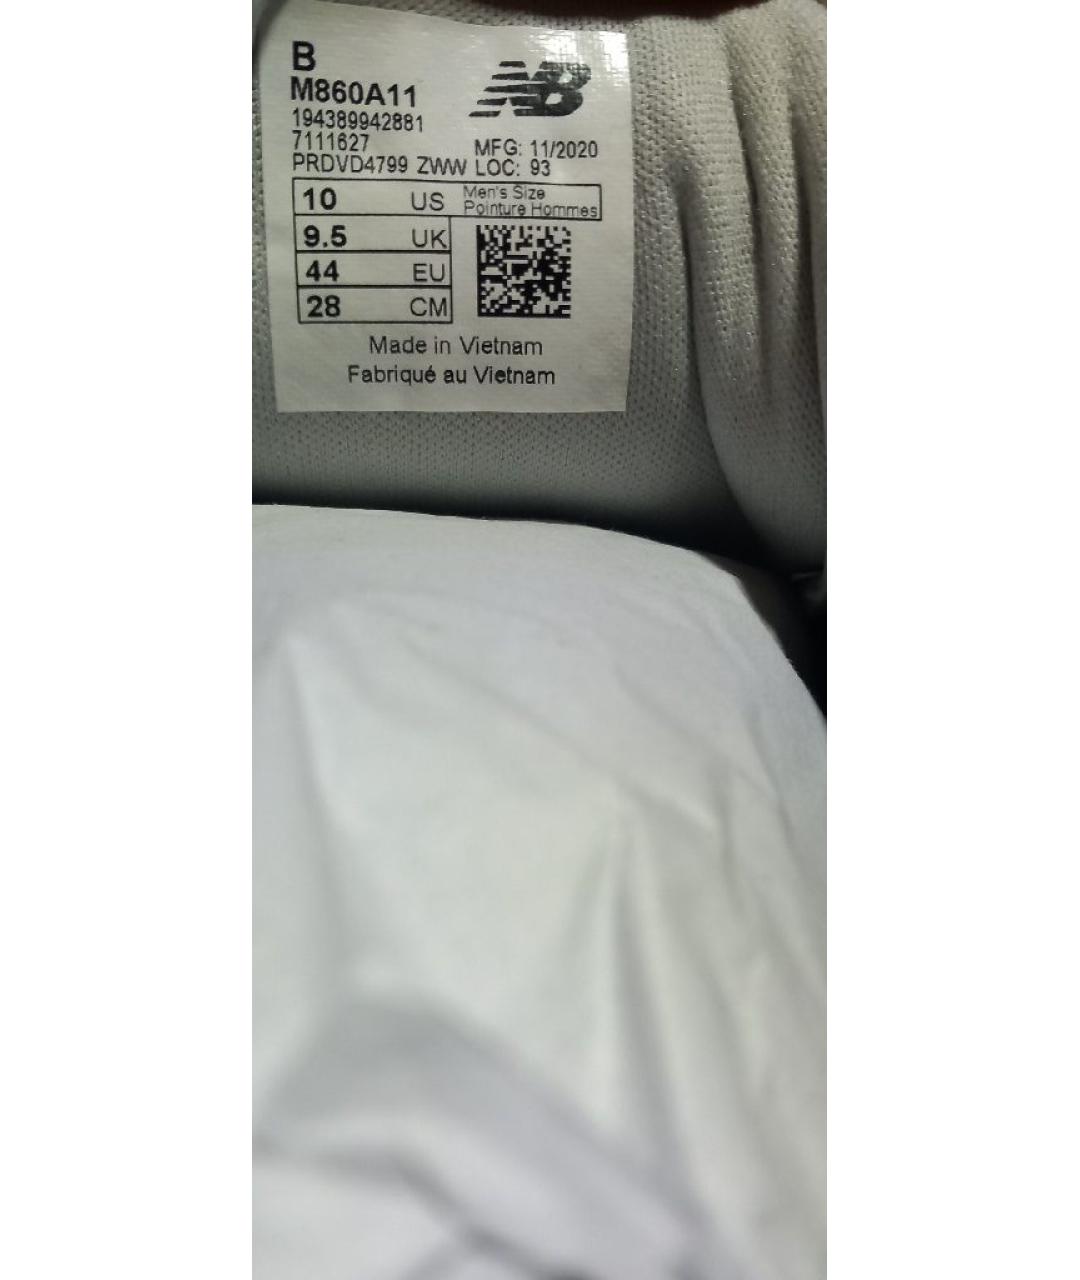 B
M860A11
NB
194389942881
7111627
MFG: 11/2020
PRDVD4799 ZWW LOC: 93
10 US Men's Size
Pointure Hommes
9.5 UK
44 EU
28 CM
Made in Vietnam
Fabriqué au Vietnam